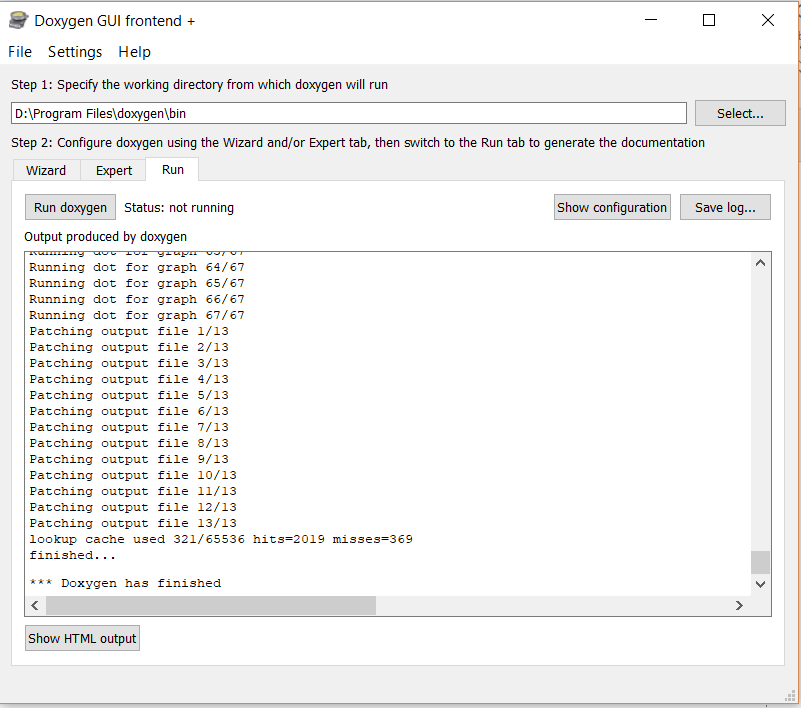 Doxygen GUI frontend +
File Settings Help
Step 1: Specify the working directory from which doxygen will run
D:\Program Files\doxygen\bin Select...
Step 2: Configure doxygen using the Wizard and/or Expert tab, then switch to the Run tab to generate the documentation
Wizard Expert Run
Run doxygen Status: not running Show configuration Save log...
Output produced by doxygen
Running dot for graph 63/67
Running dot for graph 64/67
Running dot for graph 65/67
Running dot for graph 66/67
Running dot for graph 67/67
Patching output file 1/13
Patching output file 2/13
Patching output file 3/13
Patching output file 4/13
Patching output file 5/13
Patching output file 6/13
Patching output file 7/13
Patching output file 8/13
Patching output file 9/13
Patching output file 10/13
Patching output file 11/13
Patching output file 12/13
Patching output file 13/13
lookup cache used 321/65536 hits=2019 misses=369
finished...
*** Doxygen has finished
Show HTML output